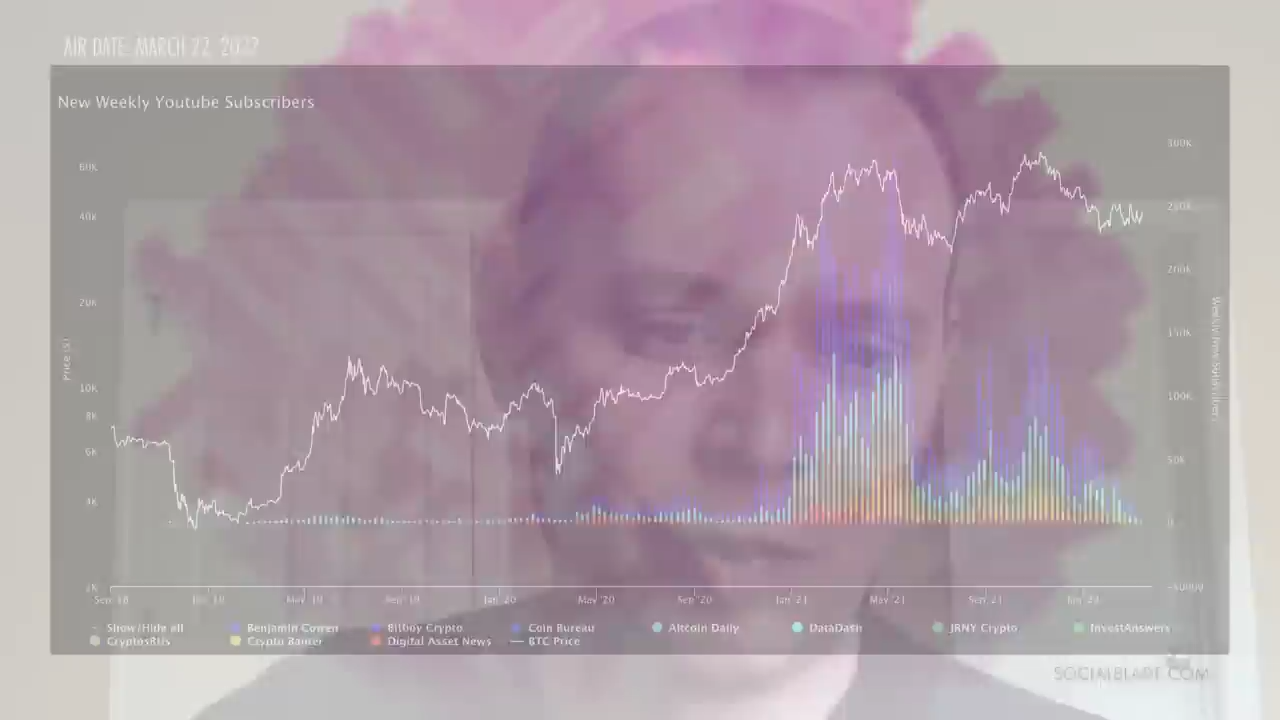 AIR DATE: MARCH 22, 2022
New Weekly Youtube Subscribers
60K
40K
20K
10K
8K
6K
4K
2K
Price ($)
300K
250K
200K
150K
100K
50K
0
-50000
Weekly New Subscribers
Sep '18 Jan '19 May '19 Sep '19 Jan '20 May '20 Sep '20 Jan '21 May '21 Sep '21 Jan '22
Show/Hide all Benjamin Cowen Bitboy Crypto Coin Bureau Altcoin Daily DataDash JRNY Crypto InvestAnswers
CryptosRUs Crypto Banter Digital Asset News BTC Price
SOCIALBLADE.COM